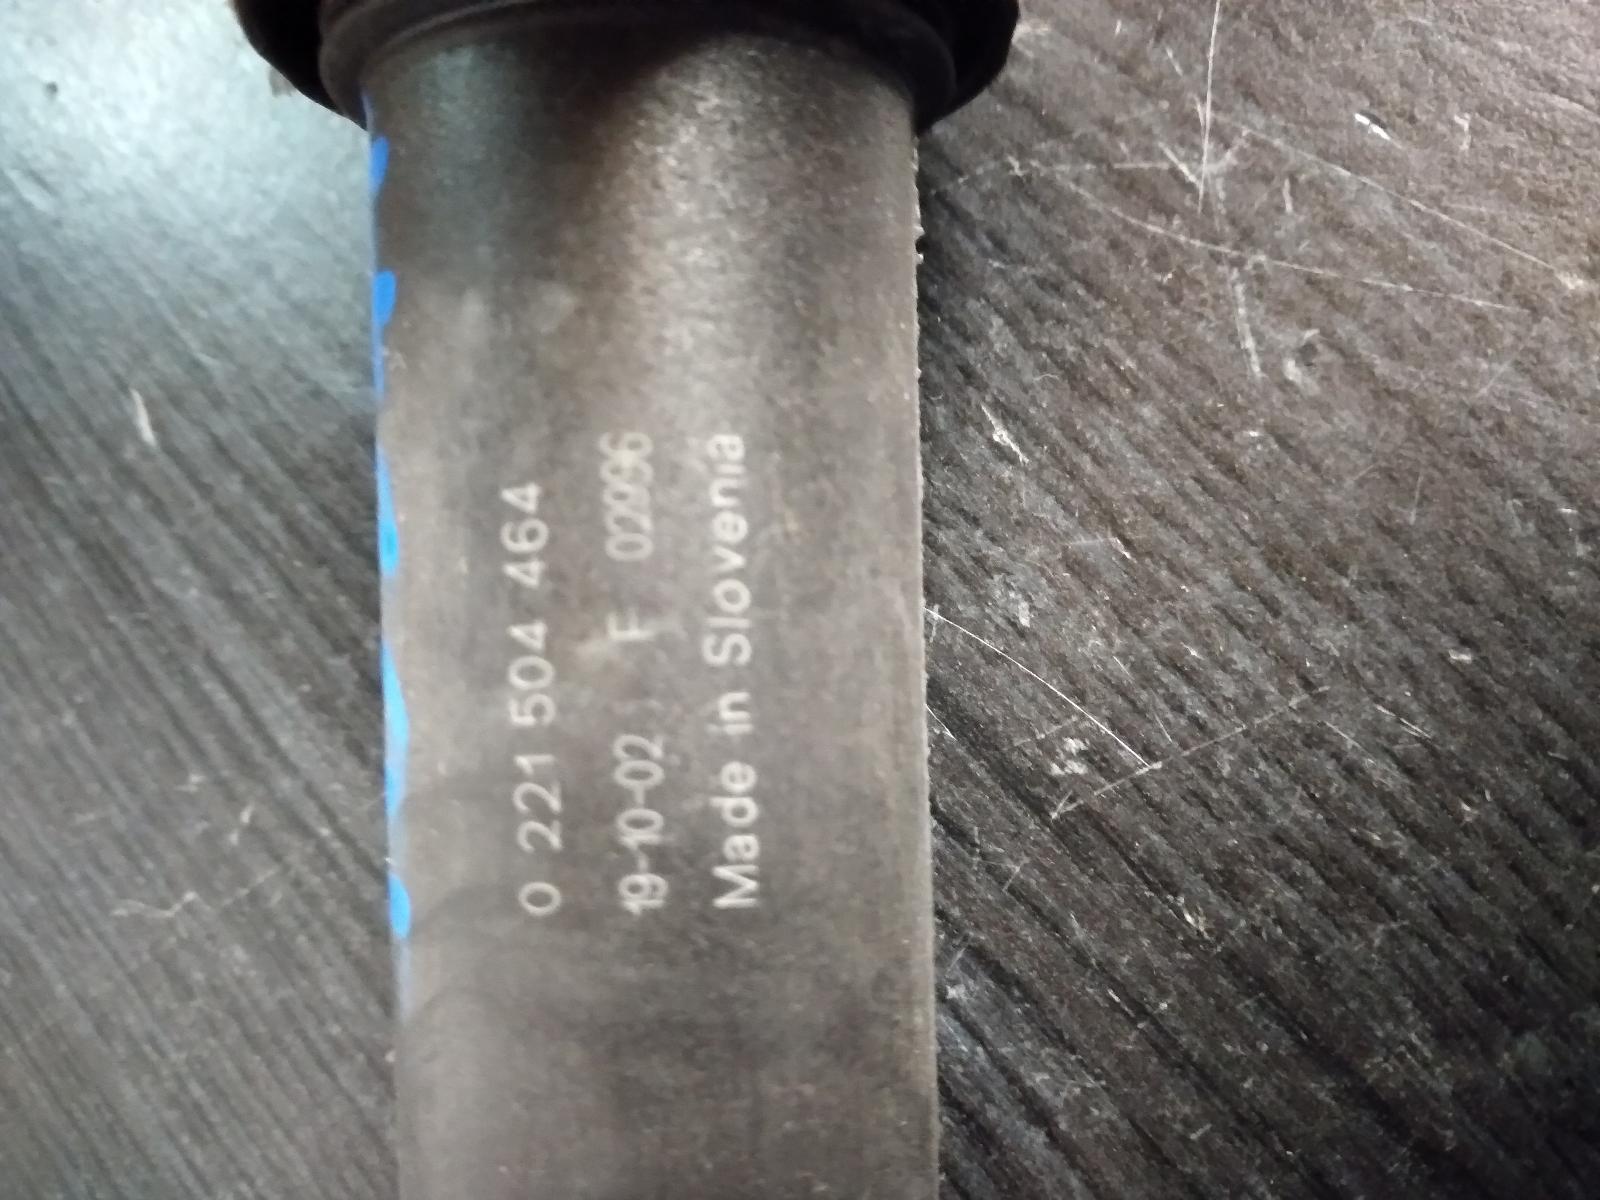 0 221 504 464
19-10-02 F 02996
Made in Slovenia